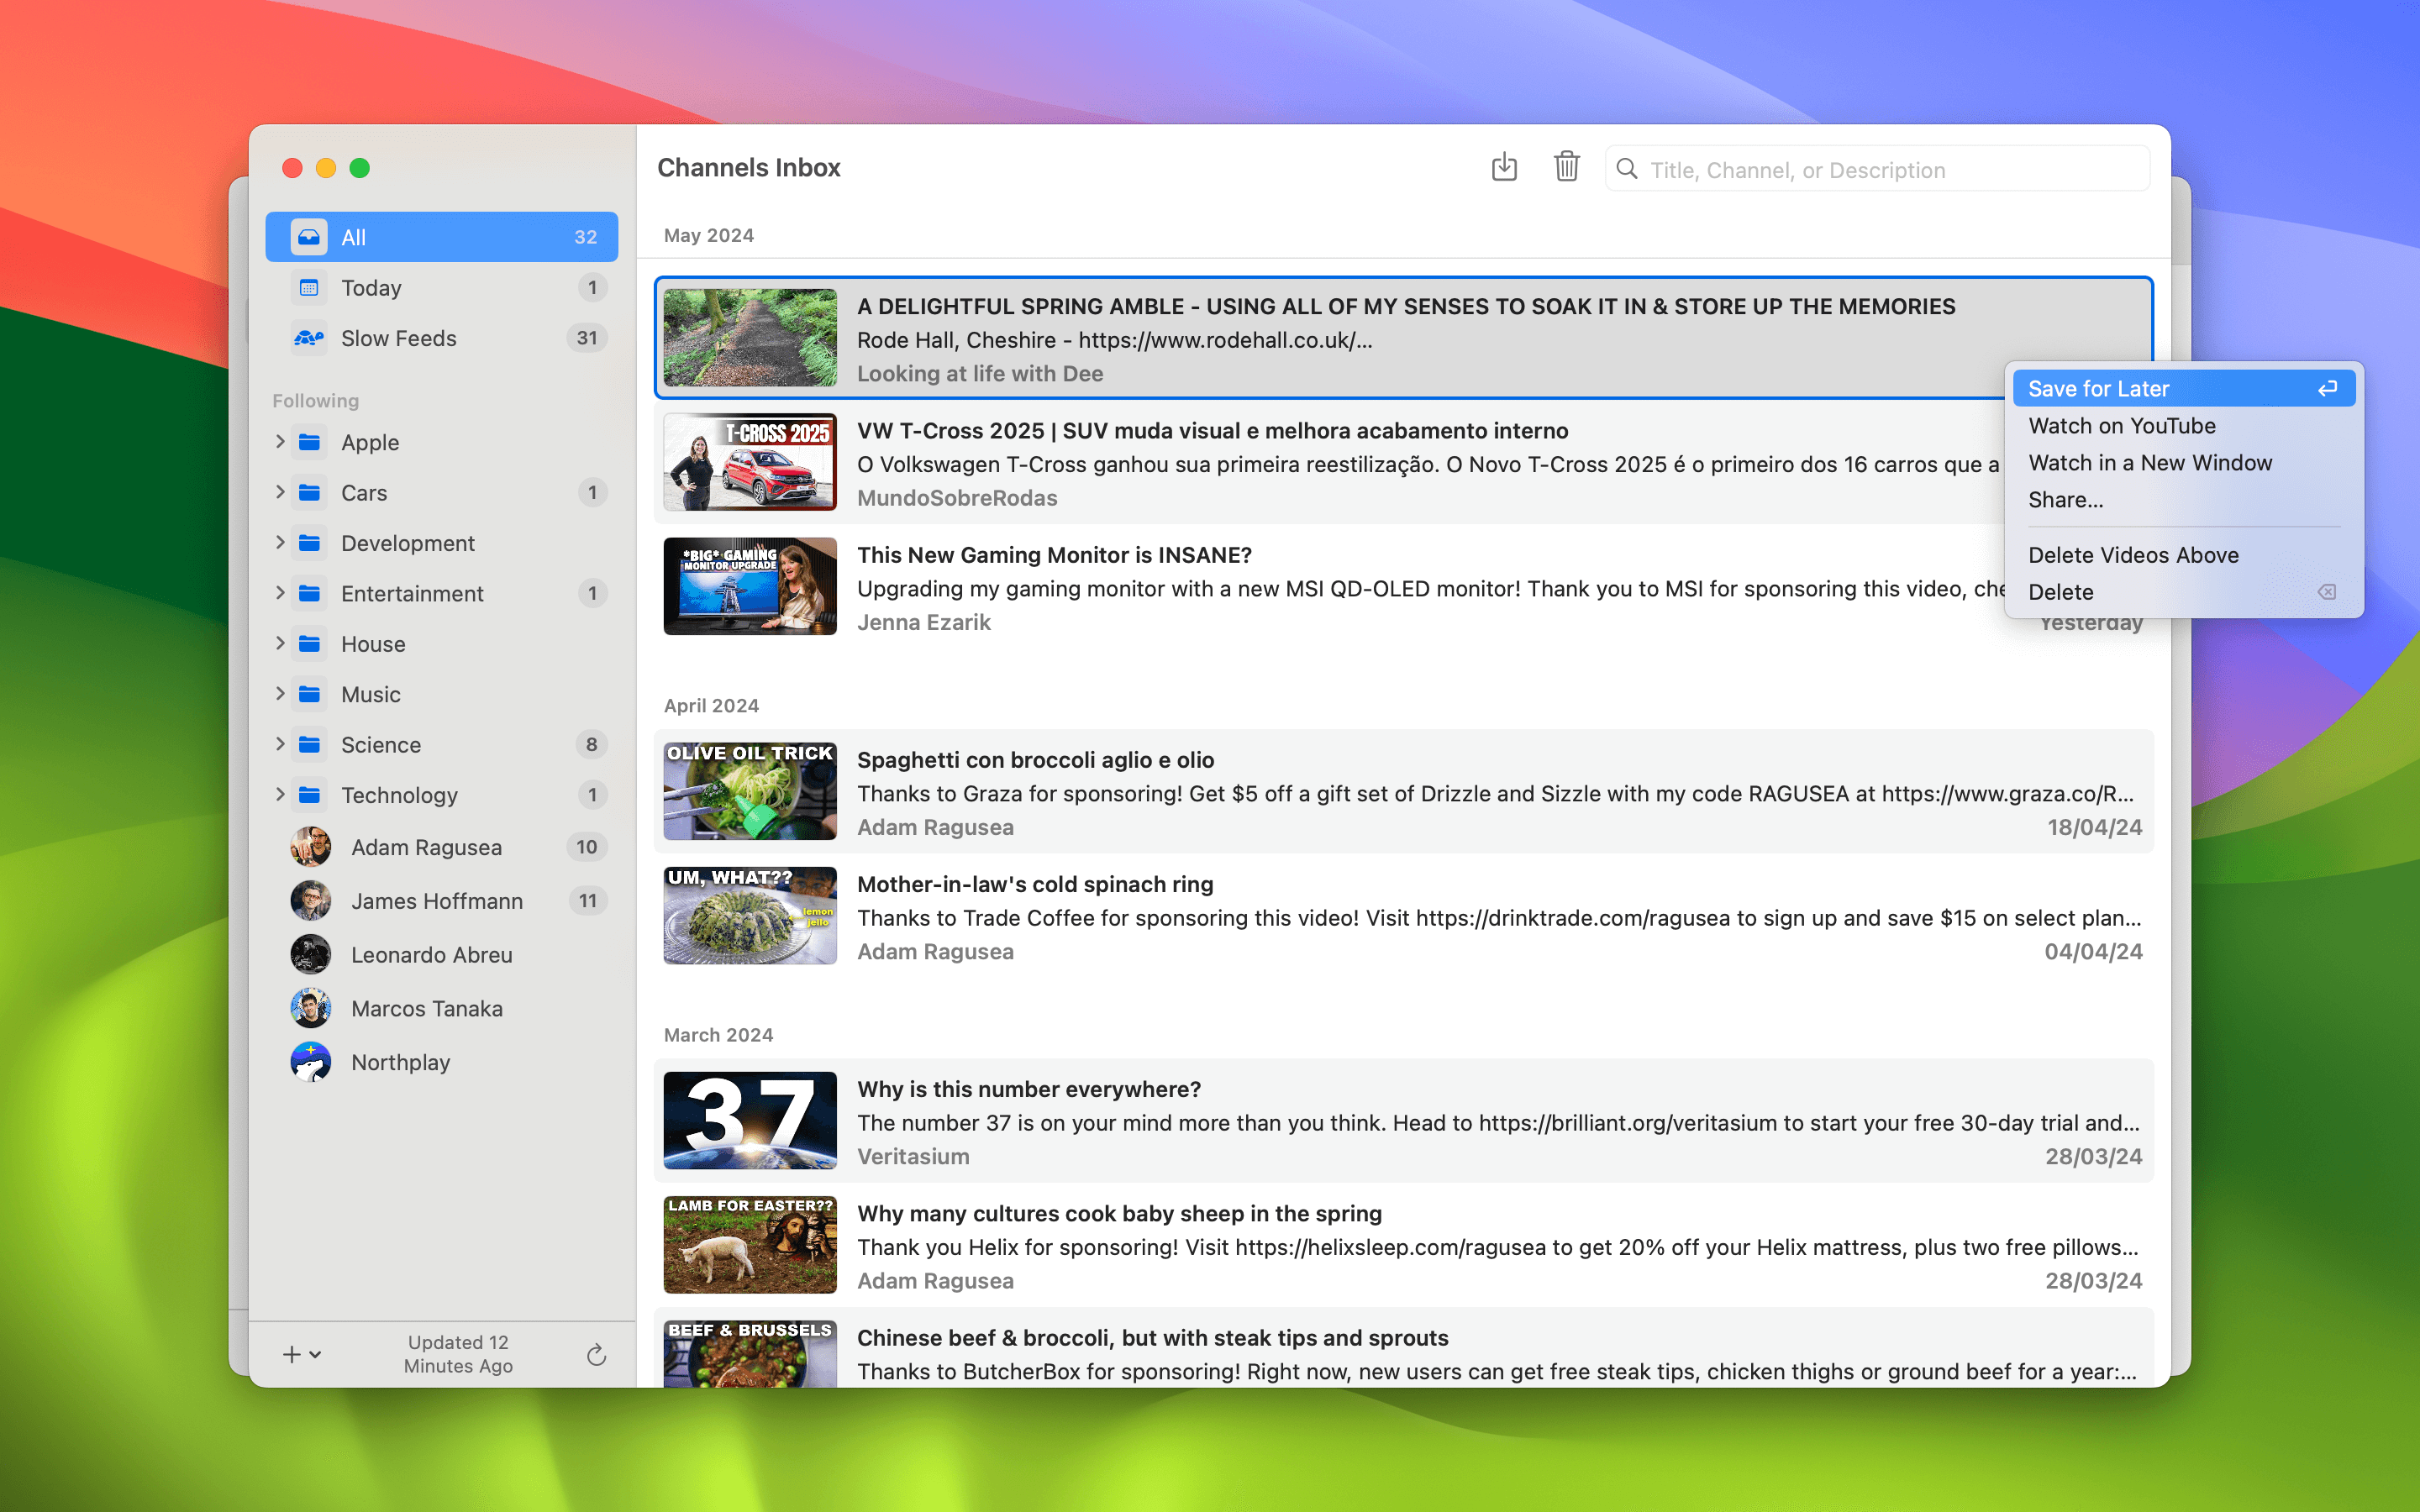 All 32
Today 1
Slow Feeds 31
Following
Apple
Cars 1
Development
Entertainment 1
House
Music
Science 8
Technology 1
Adam Ragusea 10
James Hoffmann 11
Leonardo Abreu
Marcos Tanaka
Northplay
Updated 12
Minutes Ago
Channels Inbox
Title, Channel, or Description
May 2024
A DELIGHTFUL SPRING AMBLE - USING ALL OF MY SENSES TO SOAK IT IN & STORE UP THE MEMORIES
Rode Hall, Cheshire - https://www.rodehall.co.uk/...
Looking at life with Dee
T-CROSS 2025
VW T-Cross 2025 | SUV muda visual e melhora acabamento interno
O Volkswagen T-Cross ganhou sua primeira reestilização. O Novo T-Cross 2025 é o primeiro dos 16 carros que a
MundoSobreRodas
*BIG* GAMING
MONITOR UPGRADE
This New Gaming Monitor is INSANE?
Upgrading my gaming monitor with a new MSI QD-OLED monitor! Thank you to MSI for sponsoring this video, che
Jenna Ezarik
Yesterday
Save for Later
Watch on YouTube
Watch in a New Window
Share...
Delete Videos Above
Delete
April 2024
OLIVE OIL TRICK
Spaghetti con broccoli aglio e olio
Thanks to Graza for sponsoring! Get $5 off a gift set of Drizzle and Sizzle with my code RAGUSEA at https://www.graza.co/R...
Adam Ragusea 18/04/24
UM, WHAT??
lemon
jello
Mother-in-law's cold spinach ring
Thanks to Trade Coffee for sponsoring this video! Visit https://drinktrade.com/ragusea to sign up and save $15 on select plan...
Adam Ragusea 04/04/24
March 2024
37
Why is this number everywhere?
The number 37 is on your mind more than you think. Head to https://brilliant.org/veritasium to start your free 30-day trial and...
Veritasium 28/03/24
LAMB FOR EASTER??
Why many cultures cook baby sheep in the spring
Thank you Helix for sponsoring! Visit https://helixsleep.com/ragusea to get 20% off your Helix mattress, plus two free pillows...
Adam Ragusea 28/03/24
BEEF & BRUSSELS
Chinese beef & broccoli, but with steak tips and sprouts
Thanks to ButcherBox for sponsoring! Right now, new users can get free steak tips, chicken thighs or ground beef for a year:...